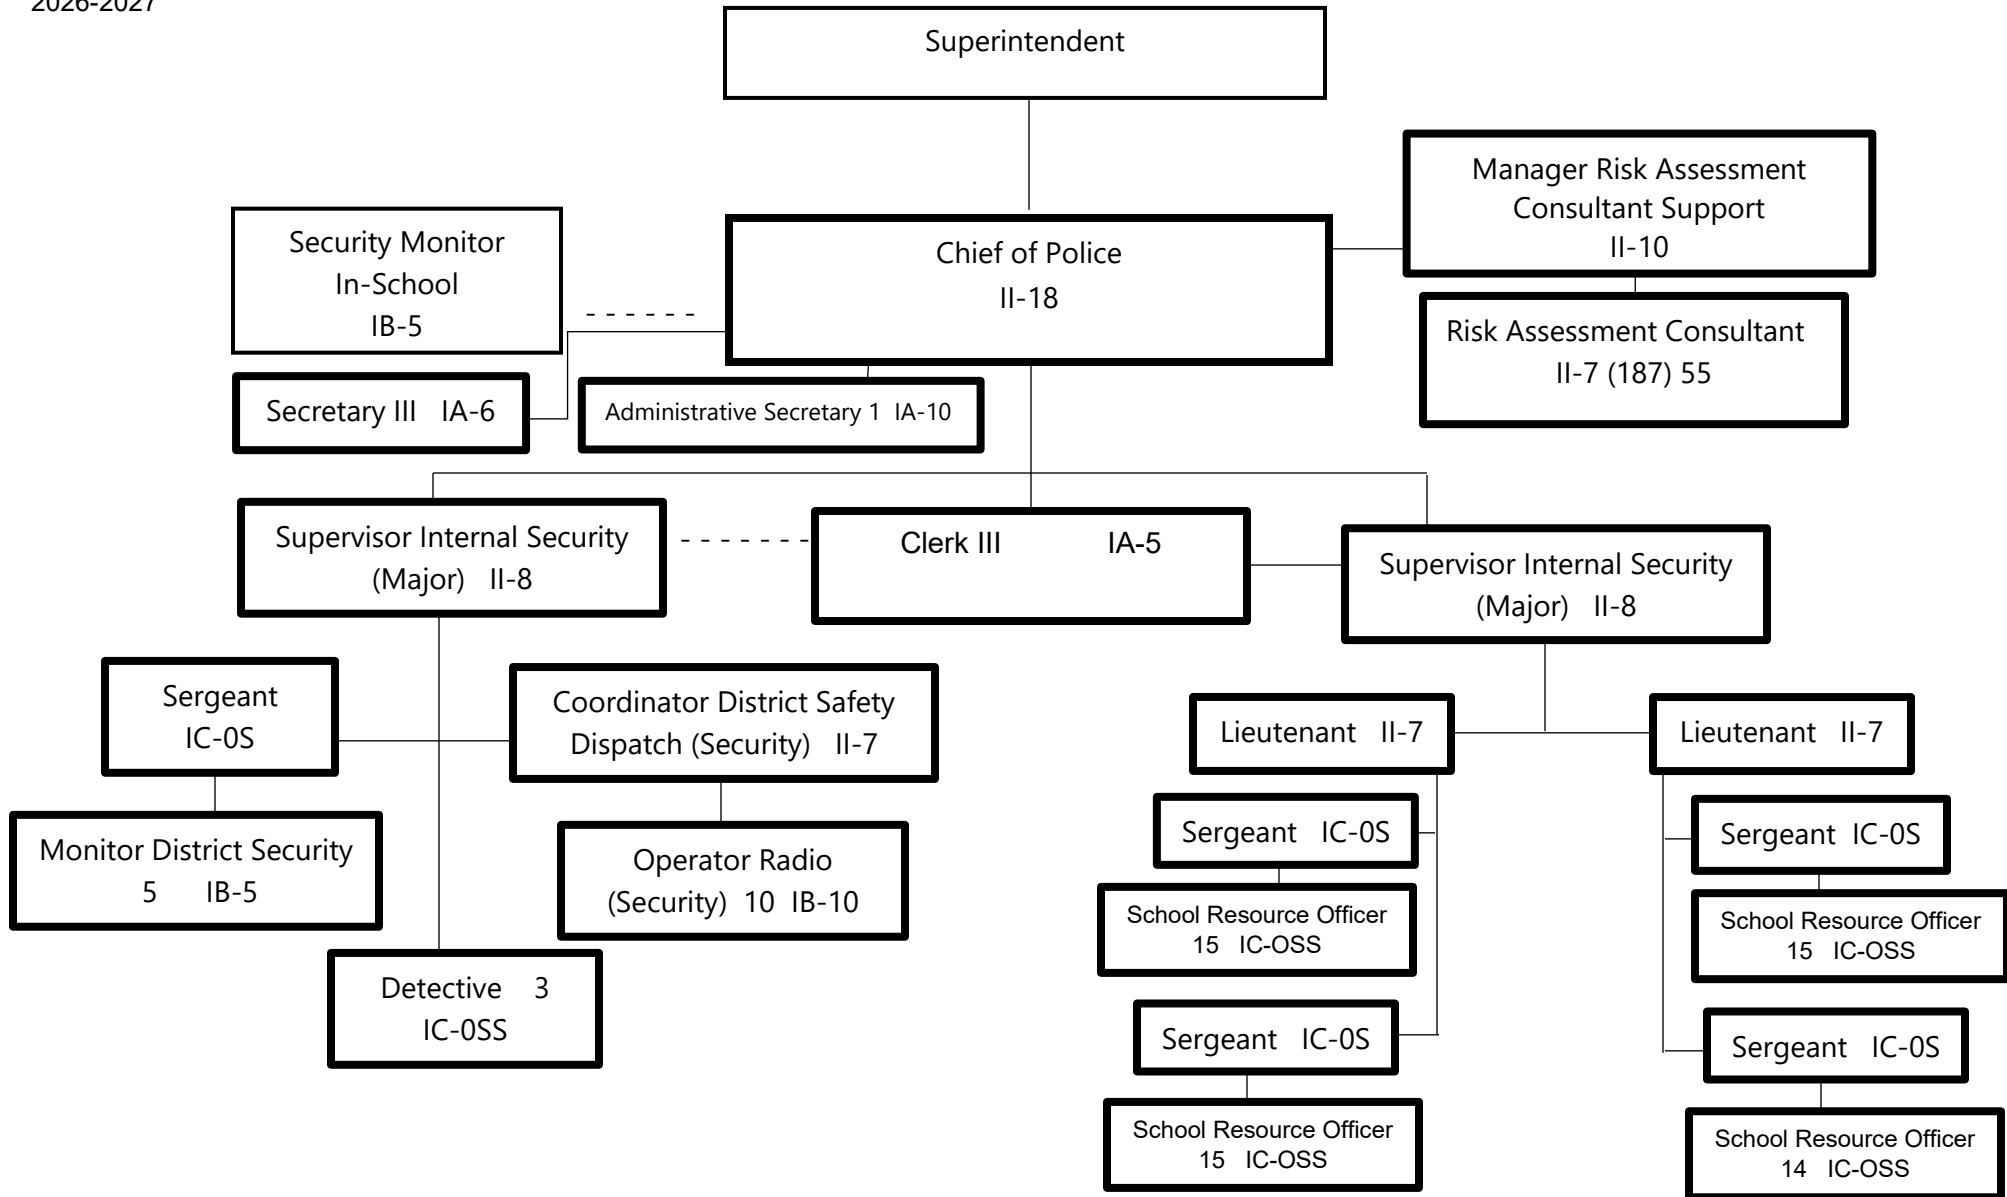 2026-2027
Superintendent
Manager Risk Assessment
Consultant Support
II-10
Security Monitor
In-School
IB-5
Chief of Police
II-18
Risk Assessment Consultant
II-7 (187) 55
Secretary III IA-6
Administrative Secretary 1 IA-10
Supervisor Internal Security
(Major) II-8
Clerk III IA-5
Supervisor Internal Security
(Major) II-8
Sergeant
IC-0S
Coordinator District Safety
Dispatch (Security) II-7
Lieutenant II-7
Lieutenant II-7
Monitor District Security
5 IB-5
Operator Radio
(Security) 10 IB-10
Sergeant IC-0S
Sergeant IC-0S
School Resource Officer
15 IC-OSS
School Resource Officer
15 IC-OSS
Detective 3
IC-0SS
Sergeant IC-0S
Sergeant IC-0S
School Resource Officer
15 IC-OSS
School Resource Officer
14 IC-OSS